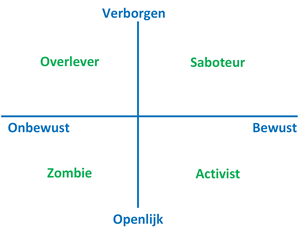 Verborgen
Overlever
Saboteur
Onbewust
Bewust
Zombie
Activist
Openlijk